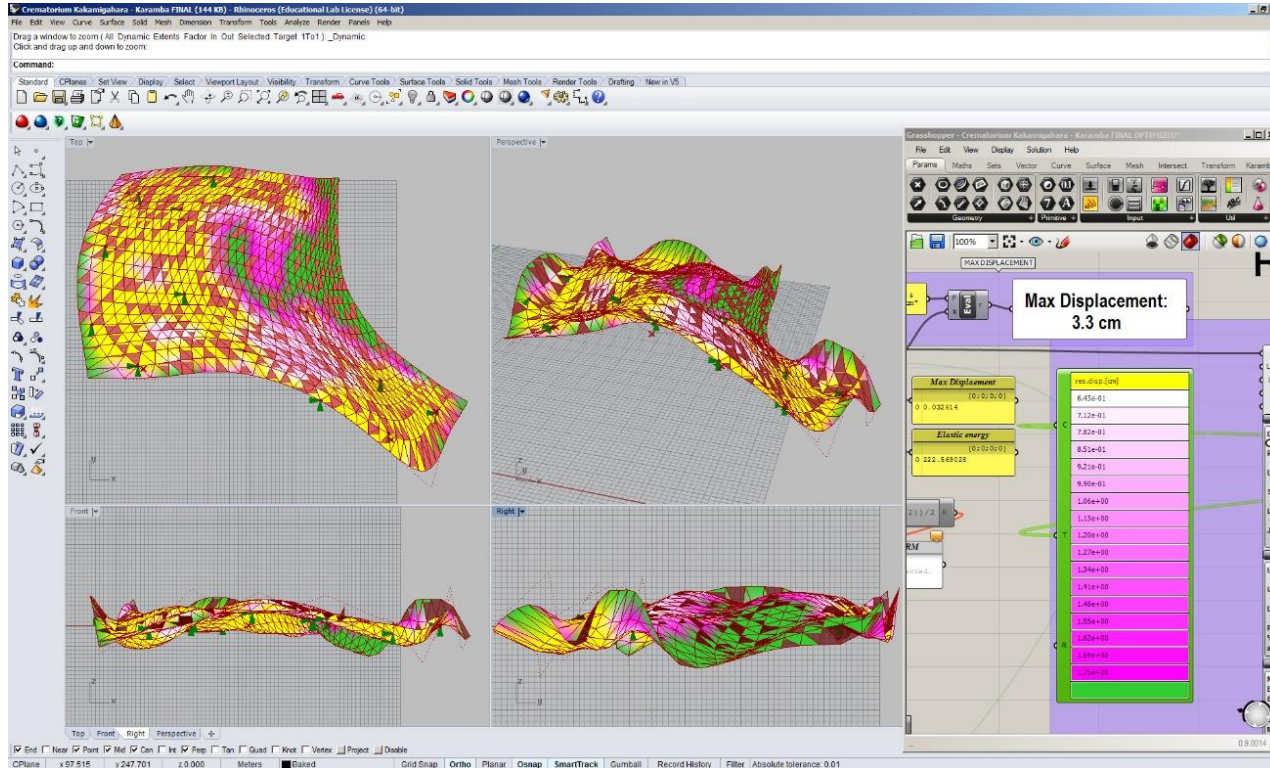 Crematorium Kakamigahara - Karamba FINAL (144 KB) - Rhinoceros (Educational Lab License) (64-bit)
File Edit View Curve Surface Solid Mesh Dimension Transform Tools Analyze Render Panels Help
Drag a window to zoom ( All Dynamic Extents Factor In Out Selected Target 1To1 ): _Dynamic
Click and drag up and down to zoom:
Command:
Standard CPlanes Set View Display Select Viewport Layout Visibility Transform Curve Tools Surface Tools Solid Tools Mesh Tools Render Tools Drafting New in V5
Top
Perspective
Front
Right
Grasshopper - Crematorium Kakamigahara - Karamba FINAL OPTIMIZED*
File Edit View Display Solution Help
Params Maths Sets Vector Curve Surface Mesh Intersect Transform Karamb
Geometry Primitive Input Util
100%
MAX DISPLACEMENT
Eval
Max Displacement:
3.3 cm
Max Displacement
{0;0;0;0}
0 0.032614
Elastic energy
{0;0;0;0}
0 222.569028
2))/2 R
RM
C
T
R
res.disp.[cm]
6.43e-01
7.12e-01
7.82e-01
8.51e-01
9.21e-01
9.90e-01
1.06e+00
1.13e+00
1.20e+00
1.27e+00
1.34e+00
1.41e+00
1.48e+00
1.55e+00
1.62e+00
1.69e+00
1.75e+00
0.9.0014
Top Front Right Perspective
End Near Point Mid Cen Int Perp Tan Quad Knot Vertex Project Disable
CPlane x 97.515 y 247.701 z 0.000 Meters Baked Grid Snap Ortho Planar Osnap SmartTrack Gumball Record History Filter Absolute tolerance: 0.01